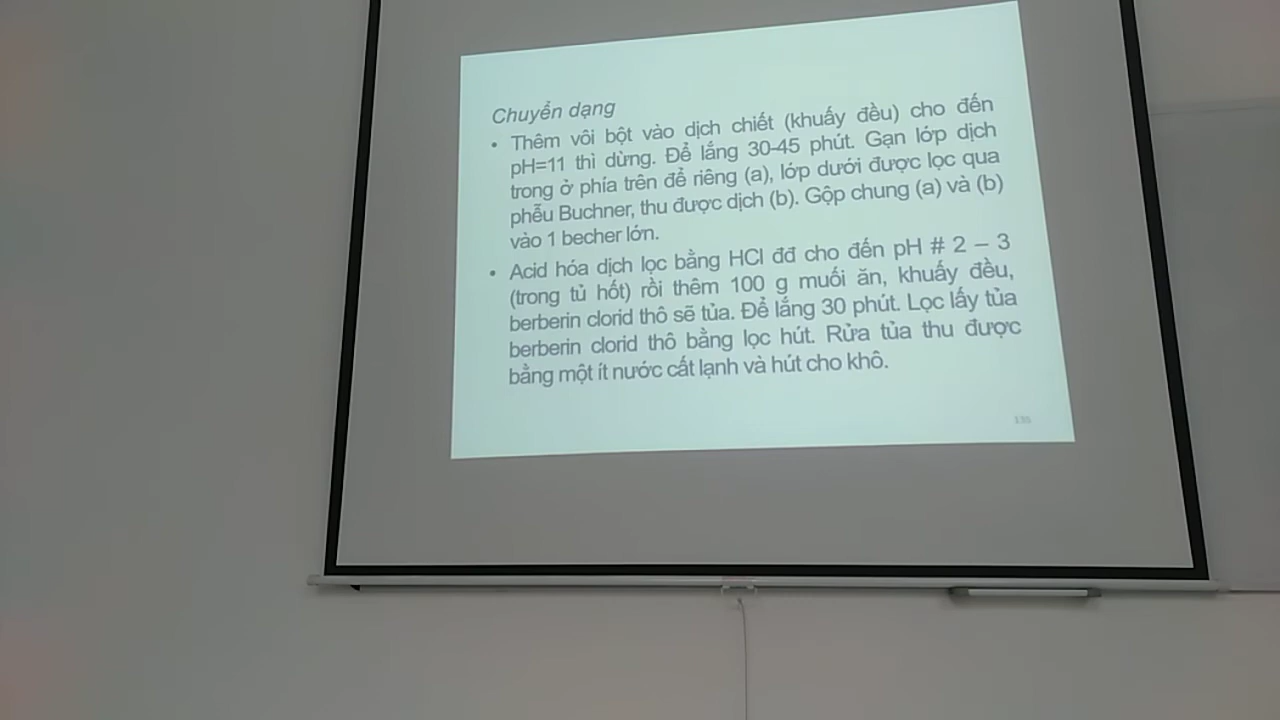 Chuyển dạng
• Thêm vôi bột vào dịch chiết (khuấy đều) cho đến
pH=11 thì dừng. Để lắng 30-45 phút. Gạn lớp dịch
trong ở phía trên để riêng (a), lớp dưới được lọc qua
phễu Buchner, thu được dịch (b). Gộp chung (a) và (b)
vào 1 becher lớn.
• Acid hóa dịch lọc bằng HCl đđ cho đến pH # 2 – 3
(trong tủ hốt) rồi thêm 100 g muối ăn, khuấy đều,
berberin clorid thô sẽ tủa. Để lắng 30 phút. Lọc lấy tủa
berberin clorid thô bằng lọc hút. Rửa tủa thu được
bằng một ít nước cất lạnh và hút cho khô.